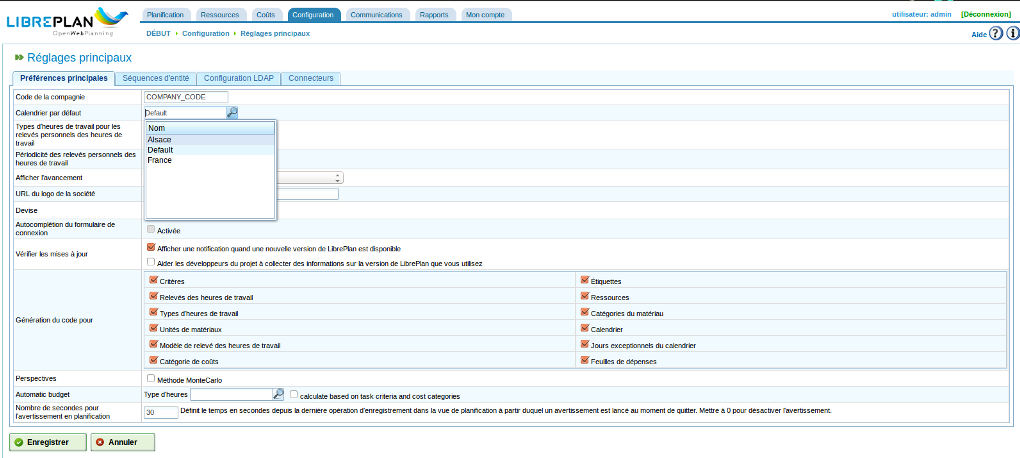 LIBREPLAN
OpenWebPlanning
Planification Ressources Coûts Configuration Communications Rapports Mon compte
utilisateur: admin [Déconnexion]
DÉBUT Configuration Réglages principaux
Aide ? i
Réglages principaux
Préférences principales Séquences d'entité Configuration LDAP Connecteurs
Code de la compagnie COMPANY_CODE
Calendrier par défaut Default
Nom
Alsace
Default
France
Types d'heures de travail pour les
relevés personnels des heures de
travail
Périodicité des relevés personnels des
heures de travail
Afficher l'avancement
URL du logo de la société
Devise
Autocomplétion du formulaire de
connexion
Activée
Vérifier les mises à jour
Afficher une notification quand une nouvelle version de LibrePlan est disponible
Aider les développeurs du projet à collecter des informations sur la version de LibrePlan que vous utilisez
Génération du code pour
Critères Étiquettes
Relevés des heures de travail Ressources
Types d'heures de travail Catégories du matériau
Unités de matériaux Calendrier
Modèle de relevé des heures de travail Jours exceptionnels du calendrier
Catégorie de coûts Feuilles de dépenses
Perspectives Méthode MonteCarlo
Automatic budget Type d'heures calculate based on task criteria and cost categories
Nombre de secondes pour
l'avertissement en planification
30 Définit le temps en secondes depuis la dernière opération d'enregistrement dans la vue de planification à partir duquel un avertissement est lancé au moment de quitter. Mettre à 0 pour désactiver l'avertissement.
Enregistrer Annuler